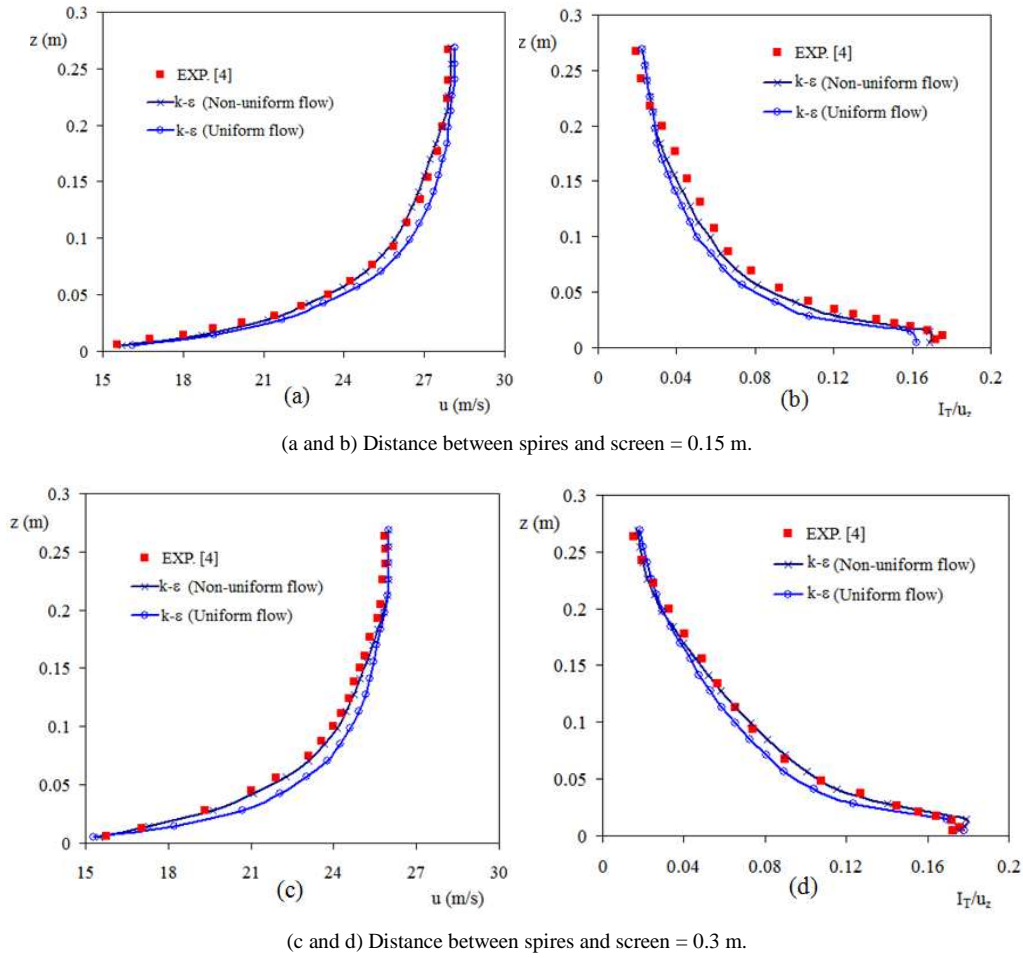 z (m)
0.3
0.25
0.2
0.15
0.1
0.05
0
15
18
21
24
27
30
EXP. [4]
k-ε (Non-uniform flow)
k-ε (Uniform flow)
(a)
u (m/s)
z (m)
0.3
0.25
0.2
0.15
0.1
0.05
0
0
0.04
0.08
0.12
0.16
0.2
EXP. [4]
k-ε (Non-uniform flow)
k-ε (Uniform flow)
(b)
I_T/u_z
(a and b) Distance between spires and screen = 0.15 m.
z (m)
0.3
0.25
0.2
0.15
0.1
0.05
0
15
18
21
24
27
30
EXP. [4]
k-ε (Non-uniform flow)
k-ε (Uniform flow)
(c)
u (m/s)
z (m)
0.3
0.25
0.2
0.15
0.1
0.05
0
0
0.04
0.08
0.12
0.16
0.2
EXP. [4]
k-ε (Non-uniform flow)
k-ε (Uniform flow)
(d)
I_T/u_z
(c and d) Distance between spires and screen = 0.3 m.